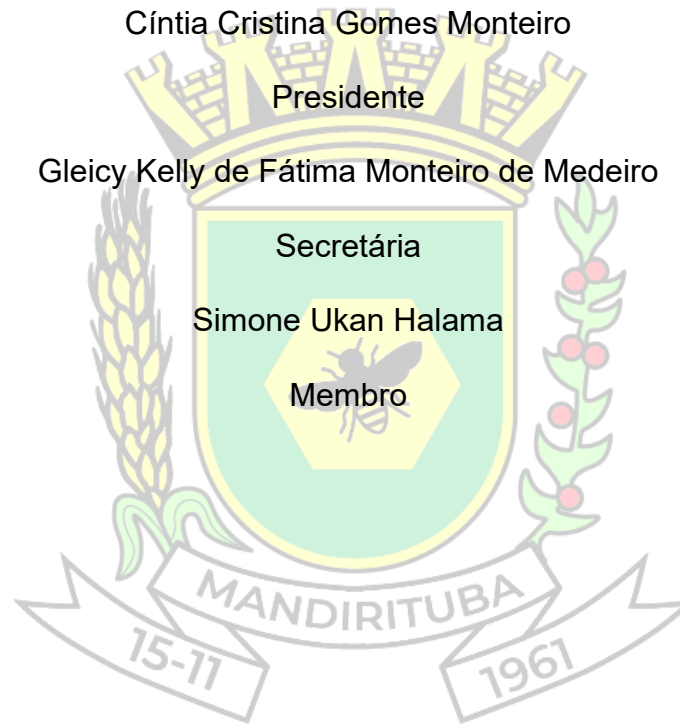 Cíntia Cristina Gomes Monteiro
Presidente
Gleicy Kelly de Fátima Monteiro de Medeiro
Secretária
Simone Ukan Halama
Membro
MANDIRITUBA
15-11 1961